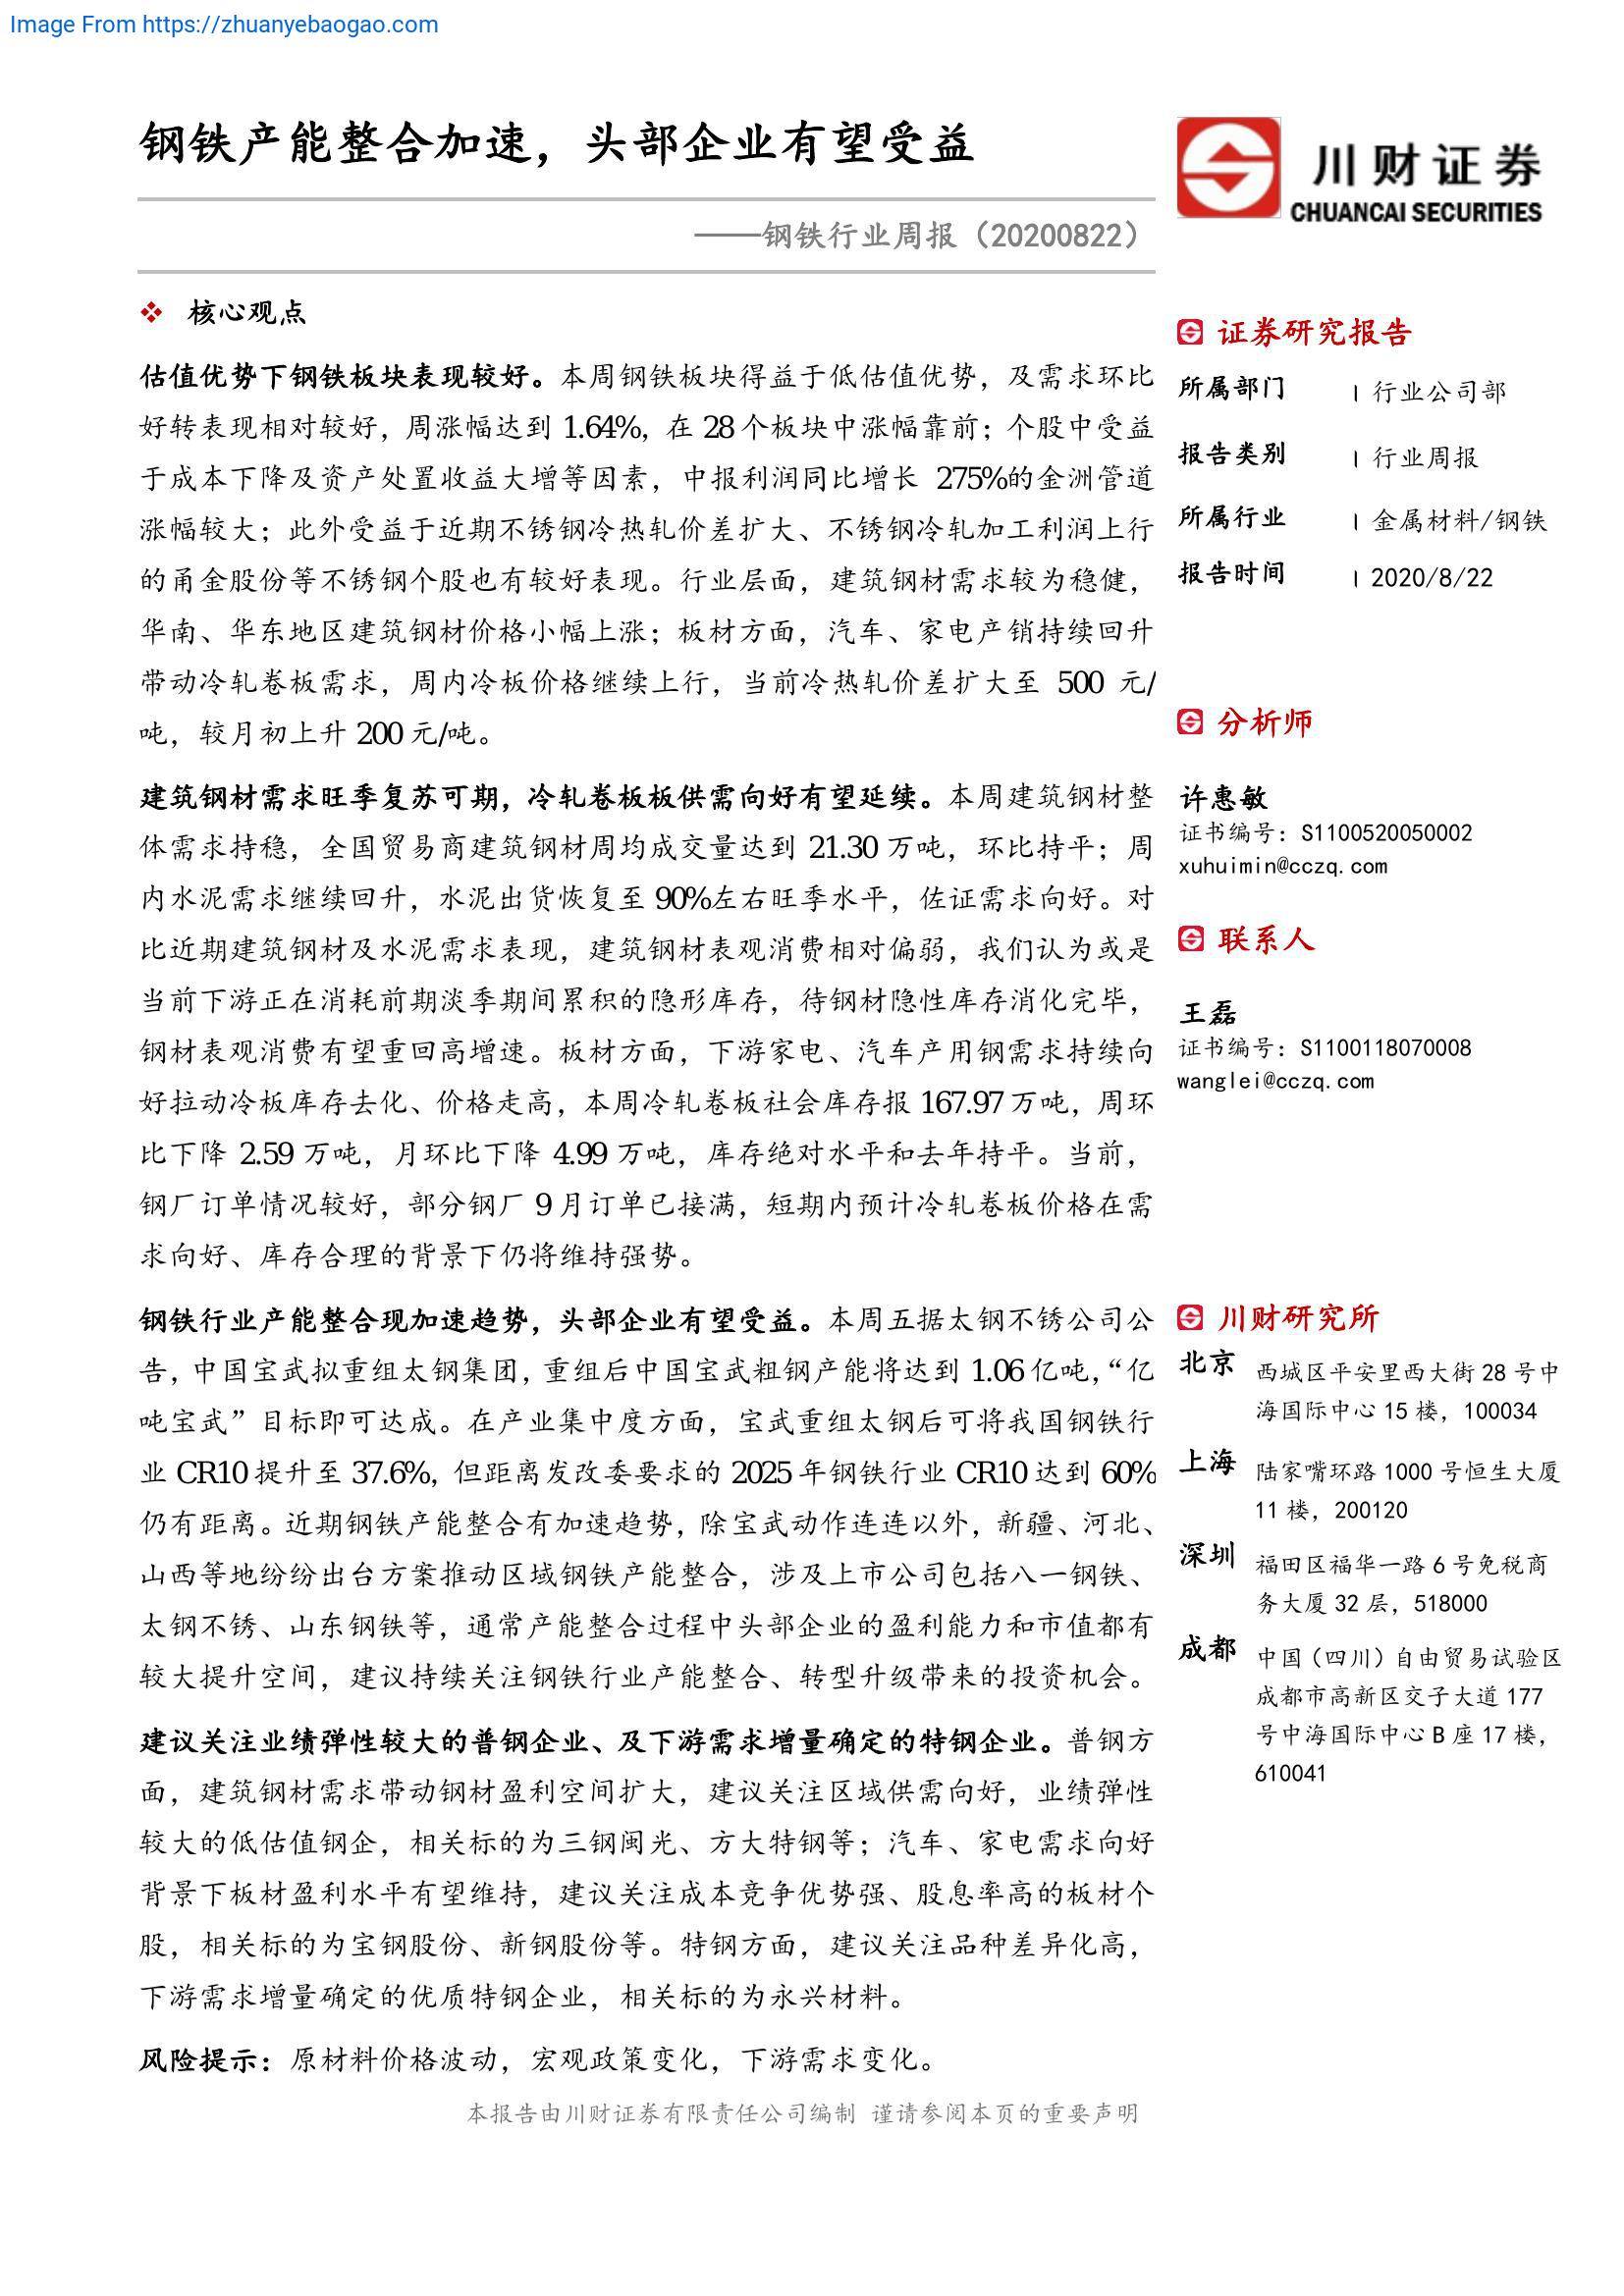 Image From https://zhuanyebaogao.com
钢铁产能整合加速，头部企业有望受益
川财证券
CHUANCAI SECURITIES
——钢铁行业周报（20200822）
❖ 核心观点
估值优势下钢铁板块表现较好。本周钢铁板块得益于低估值优势，及需求环比
好转表现相对较好，周涨幅达到 1.64%，在 28 个板块中涨幅靠前；个股中受益
于成本下降及资产处置收益大增等因素，中报利润同比增长 275%的金洲管道
涨幅较大；此外受益于近期不锈钢冷热轧价差扩大、不锈钢冷轧加工利润上行
的甬金股份等不锈钢个股也有较好表现。行业层面，建筑钢材需求较为稳健，
华南、华东地区建筑钢材价格小幅上涨；板材方面，汽车、家电产销持续回升
带动冷轧卷板需求，周内冷板价格继续上行，当前冷热轧价差扩大至 500 元/
吨，较月初上升 200 元/吨。
建筑钢材需求旺季复苏可期，冷轧卷板板供需向好有望延续。本周建筑钢材整
体需求持稳，全国贸易商建筑钢材周均成交量达到 21.30 万吨，环比持平；周
内水泥需求继续回升，水泥出货恢复至 90%左右旺季水平，佐证需求向好。对
比近期建筑钢材及水泥需求表现，建筑钢材表观消费相对偏弱，我们认为或是
当前下游正在消耗前期淡季期间累积的隐形库存，待钢材隐性库存消化完毕，
钢材表观消费有望重回高增速。板材方面，下游家电、汽车产用钢需求持续向
好拉动冷板库存去化、价格走高，本周冷轧卷板社会库存报 167.97 万吨，周环
比下降 2.59 万吨，月环比下降 4.99 万吨，库存绝对水平和去年持平。当前，
钢厂订单情况较好，部分钢厂 9 月订单已接满，短期内预计冷轧卷板价格在需
求向好、库存合理的背景下仍将维持强势。
钢铁行业产能整合现加速趋势，头部企业有望受益。本周五据太钢不锈公司公
告，中国宝武拟重组太钢集团，重组后中国宝武粗钢产能将达到 1.06 亿吨，“亿
吨宝武”目标即可达成。在产业集中度方面，宝武重组太钢后可将我国钢铁行
业 CR10 提升至 37.6%，但距离发改委要求的 2025 年钢铁行业 CR10 达到 60%
仍有距离。近期钢铁产能整合有加速趋势，除宝武动作连连以外，新疆、河北、
山西等地纷纷出台方案推动区域钢铁产能整合，涉及上市公司包括八一钢铁、
太钢不锈、山东钢铁等，通常产能整合过程中头部企业的盈利能力和市值都有
较大提升空间，建议持续关注钢铁行业产能整合、转型升级带来的投资机会。
建议关注业绩弹性较大的普钢企业、及下游需求增量确定的特钢企业。普钢方
面，建筑钢材需求带动钢材盈利空间扩大，建议关注区域供需向好，业绩弹性
较大的低估值钢企，相关标的为三钢闽光、方大特钢等；汽车、家电需求向好
背景下板材盈利水平有望维持，建议关注成本竞争优势强、股息率高的板材个
股，相关标的为宝钢股份、新钢股份等。特钢方面，建议关注品种差异化高，
下游需求增量确定的优质特钢企业，相关标的为永兴材料。
风险提示：原材料价格波动，宏观政策变化，下游需求变化。
证券研究报告
所属部门 | 行业公司部
报告类别 | 行业周报
所属行业 | 金属材料/钢铁
报告时间 | 2020/8/22
分析师
许惠敏
证书编号：S1100520050002
xuhuimin@cczq.com
联系人
王磊
证书编号：S1100118070008
wanglei@cczq.com
川财研究所
北京 西城区平安里西大街 28 号中
海国际中心 15 楼，100034
上海 陆家嘴环路 1000 号恒生大厦
11 楼，200120
深圳 福田区福华一路 6 号免税商
务大厦 32 层，518000
成都 中国（四川）自由贸易试验区
成都市高新区交子大道 177
号中海国际中心 B 座 17 楼，
610041
本报告由川财证券有限责任公司编制 谨请参阅本页的重要声明